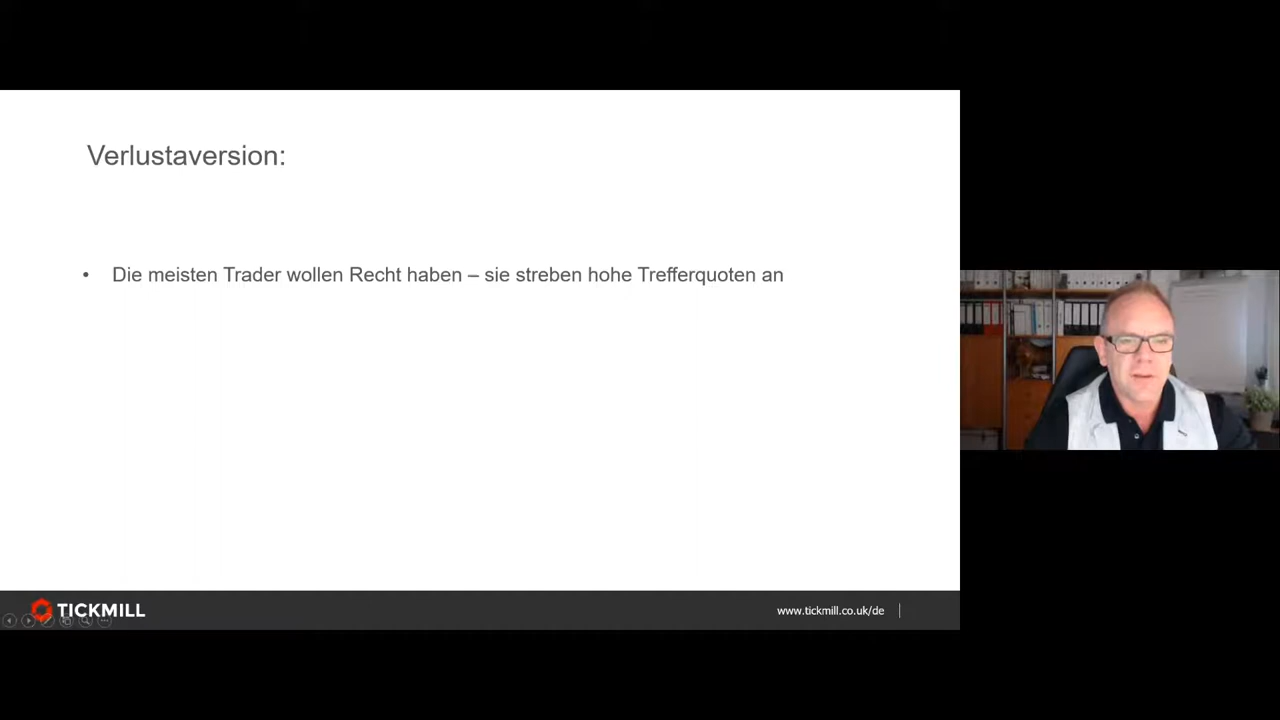 Verlustaversion:
• Die meisten Trader wollen Recht haben – sie streben hohe Trefferquoten an
TICKMILL
www.tickmill.co.uk/de